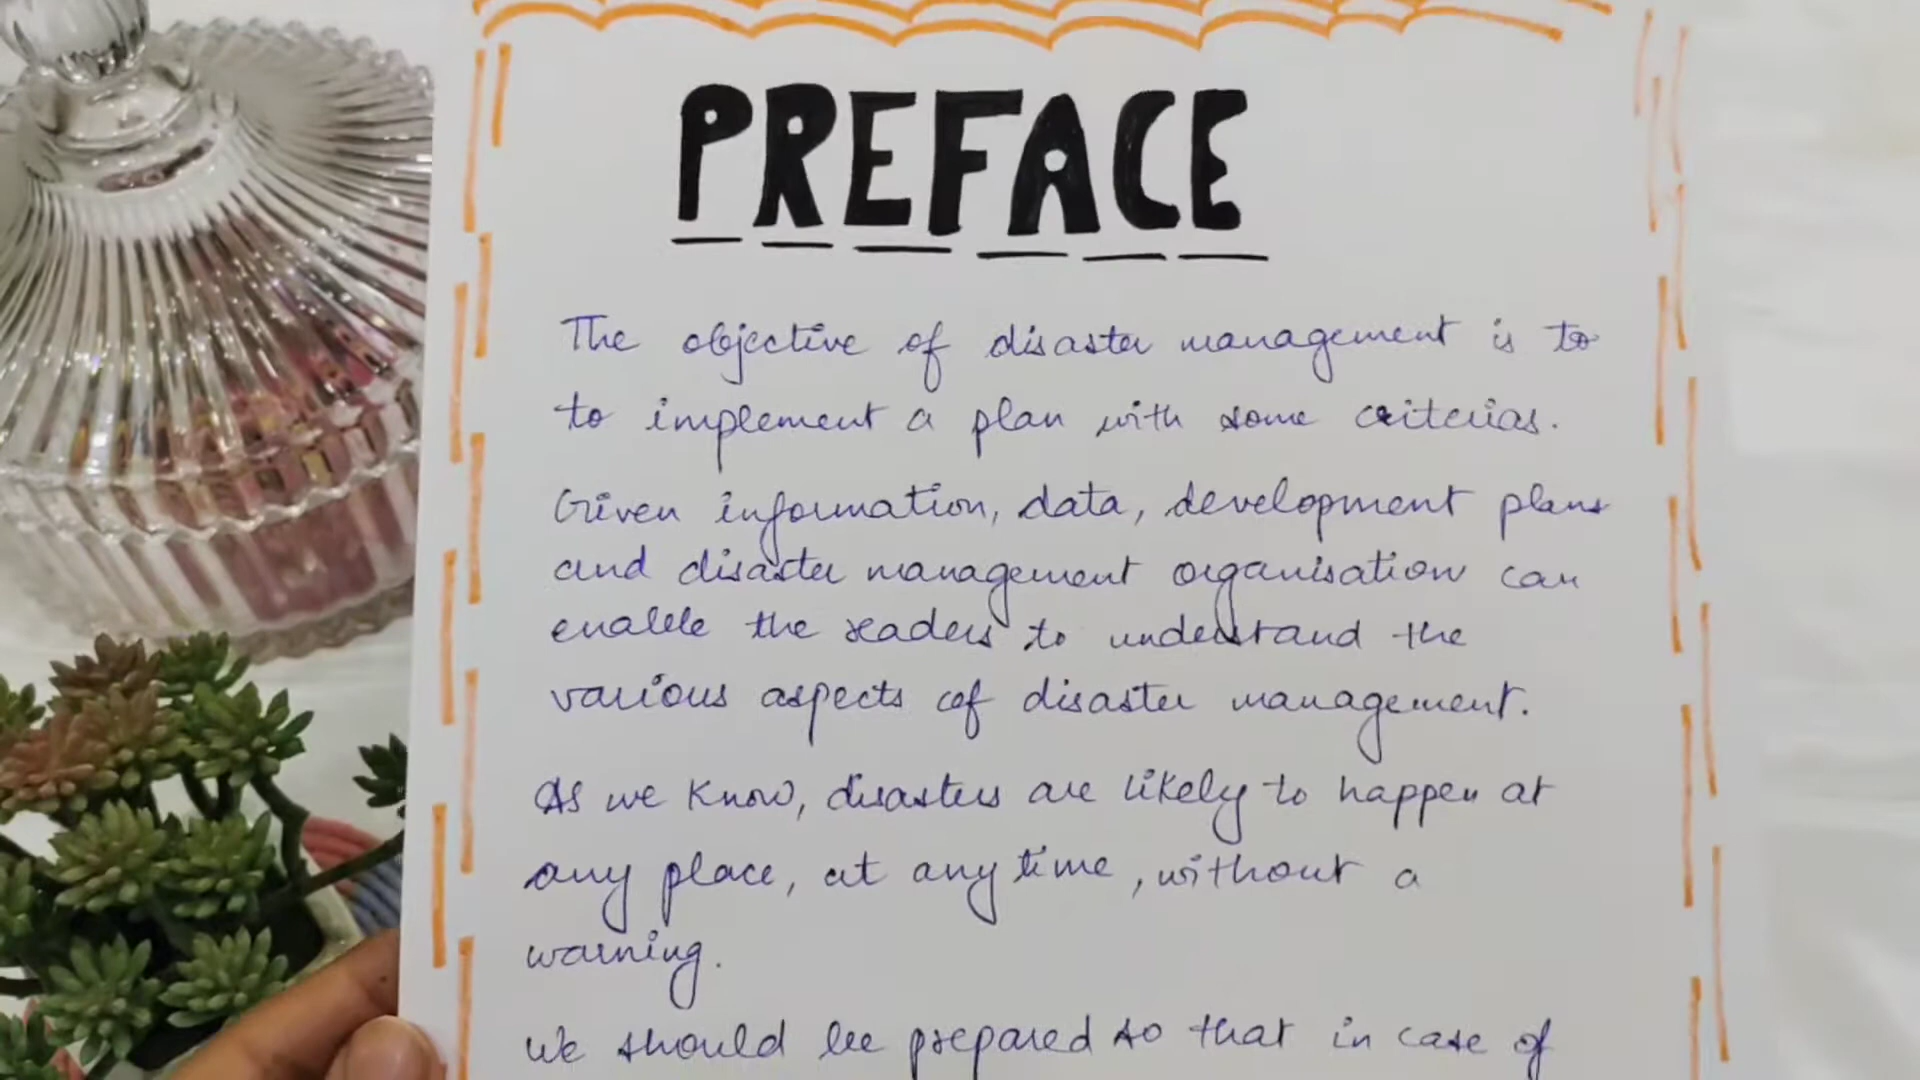 PREFACE
The objective of disaster management is to
to implement a plan with some criterias.
Given information, data, development plans
and disaster management organisation can
enable the readers to understand the
various aspects of disaster management.
As we know, disasters are likely to happen at
any place, at any time, without a
warning.
We should be prepared so that in case of